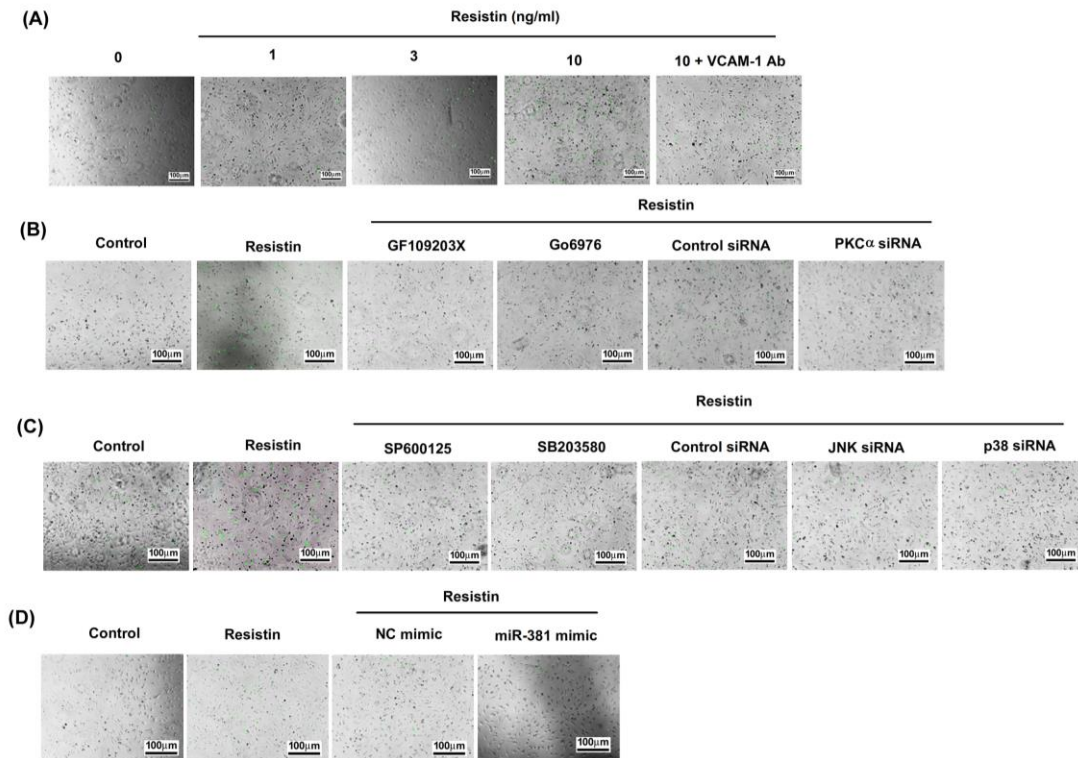 (A)
Resistin (ng/ml)
0 1 3 10 10 + VCAM-1 Ab
100μm 100μm 100μm 100μm 100μm
Resistin
(B)
Control Resistin GF109203X Go6976 Control siRNA PKCα siRNA
100μm 100μm 100μm 100μm 100μm 100μm
Resistin
(C)
Control Resistin SP600125 SB203580 Control siRNA JNK siRNA p38 siRNA
100μm 100μm 100μm 100μm 100μm 100μm 100μm
Resistin
(D)
Control Resistin NC mimic miR-381 mimic
100μm 100μm 100μm 100μm